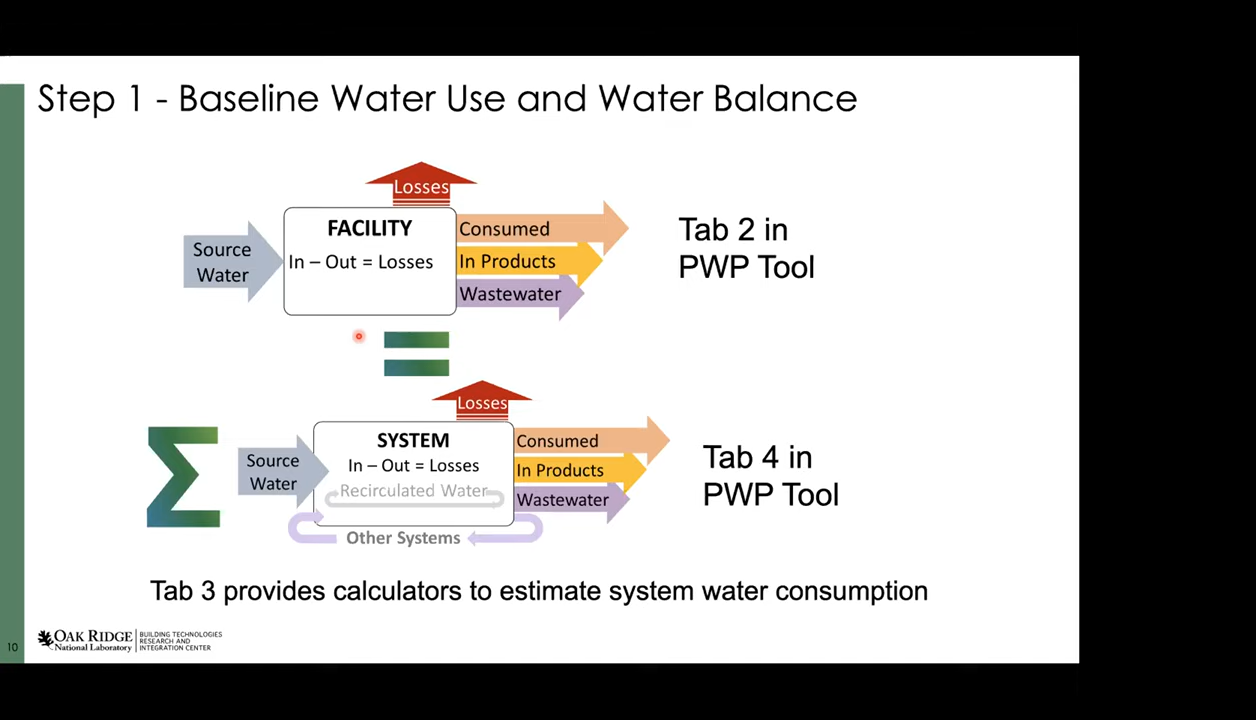 Step 1 - Baseline Water Use and Water Balance
Losses
FACILITY
In – Out = Losses
Source
Water
Consumed
In Products
Wastewater
Tab 2 in
PWP Tool
Σ
Losses
SYSTEM
In – Out = Losses
Recirculated Water
Source
Water
Consumed
In Products
Wastewater
Other Systems
Tab 4 in
PWP Tool
Tab 3 provides calculators to estimate system water consumption
10
OAK RIDGE
National Laboratory
BUILDING TECHNOLOGIES
RESEARCH AND
INTEGRATION CENTER